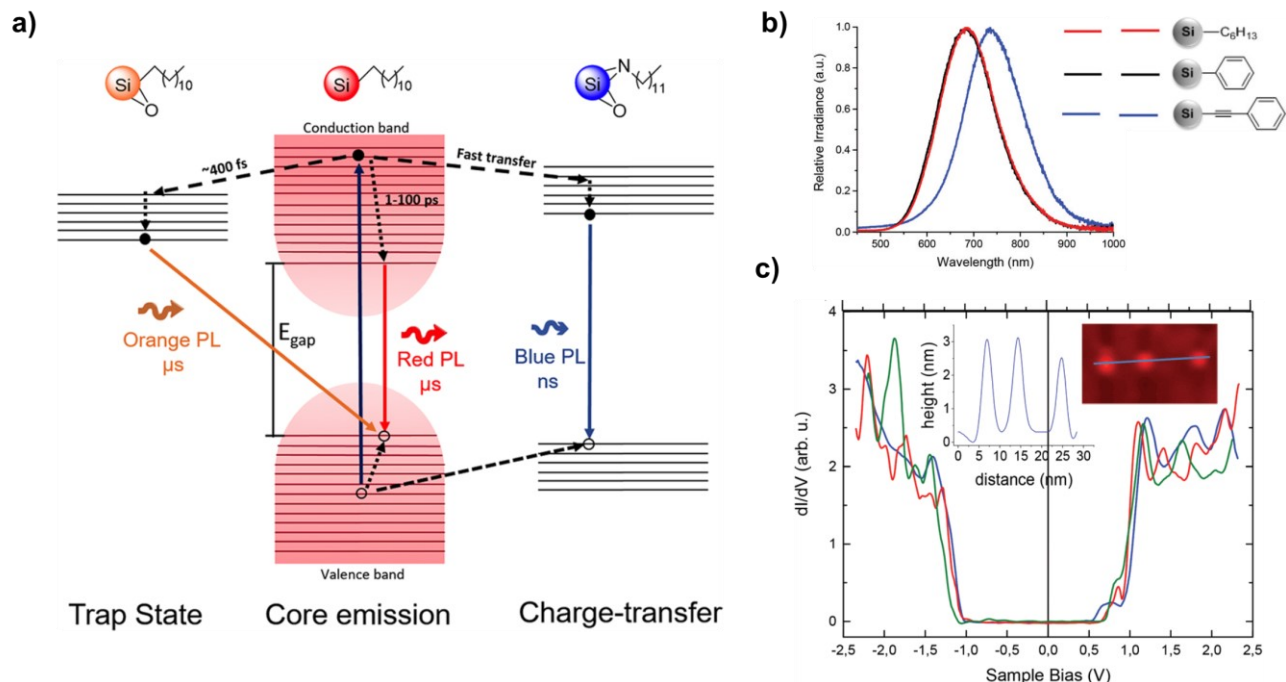 a)
Si
( )10
O
Si
( )10
N
Si
( )11
O
Conduction band
~400 fs
Fast transfer
1-100 ps
Egap
Orange PL
µs
Red PL
µs
Blue PL
ns
Valence band
Trap State
Core emission
Charge-transfer
b)
Relative Irradiance (a.u.)
1.0
0.8
0.6
0.4
0.2
0.0
500 600 700 800 900 1000
Wavelength (nm)
Si C6H13
Si
Si
c)
dI/dV (arb. u.)
4
3
2
1
0
-2,5 -2,0 -1,5 -1,0 -0,5 0,0 0,5 1,0 1,5 2,0 2,5
Sample Bias (V)
height (nm)
3
2
1
0
0 5 10 15 20 25 30
distance (nm)